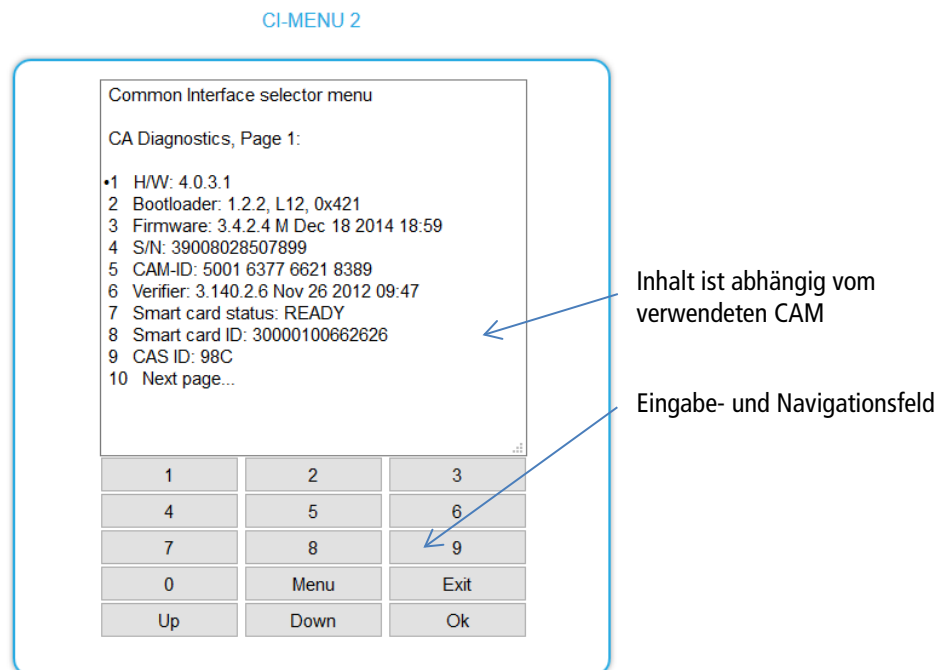 CI-MENU 2
Common Interface selector menu
CA Diagnostics, Page 1:
•1 H/W: 4.0.3.1
2 Bootloader: 1.2.2, L12, 0x421
3 Firmware: 3.4.2.4 M Dec 18 2014 18:59
4 S/N: 39008028507899
5 CAM-ID: 5001 6377 6621 8389
6 Verifier: 3.140.2.6 Nov 26 2012 09:47
7 Smart card status: READY
8 Smart card ID: 30000100662626
9 CAS ID: 98C
10 Next page...
Inhalt ist abhängig vom
verwendeten CAM
Eingabe- und Navigationsfeld
1 2 3
4 5 6
7 8 9
0 Menu Exit
Up Down Ok